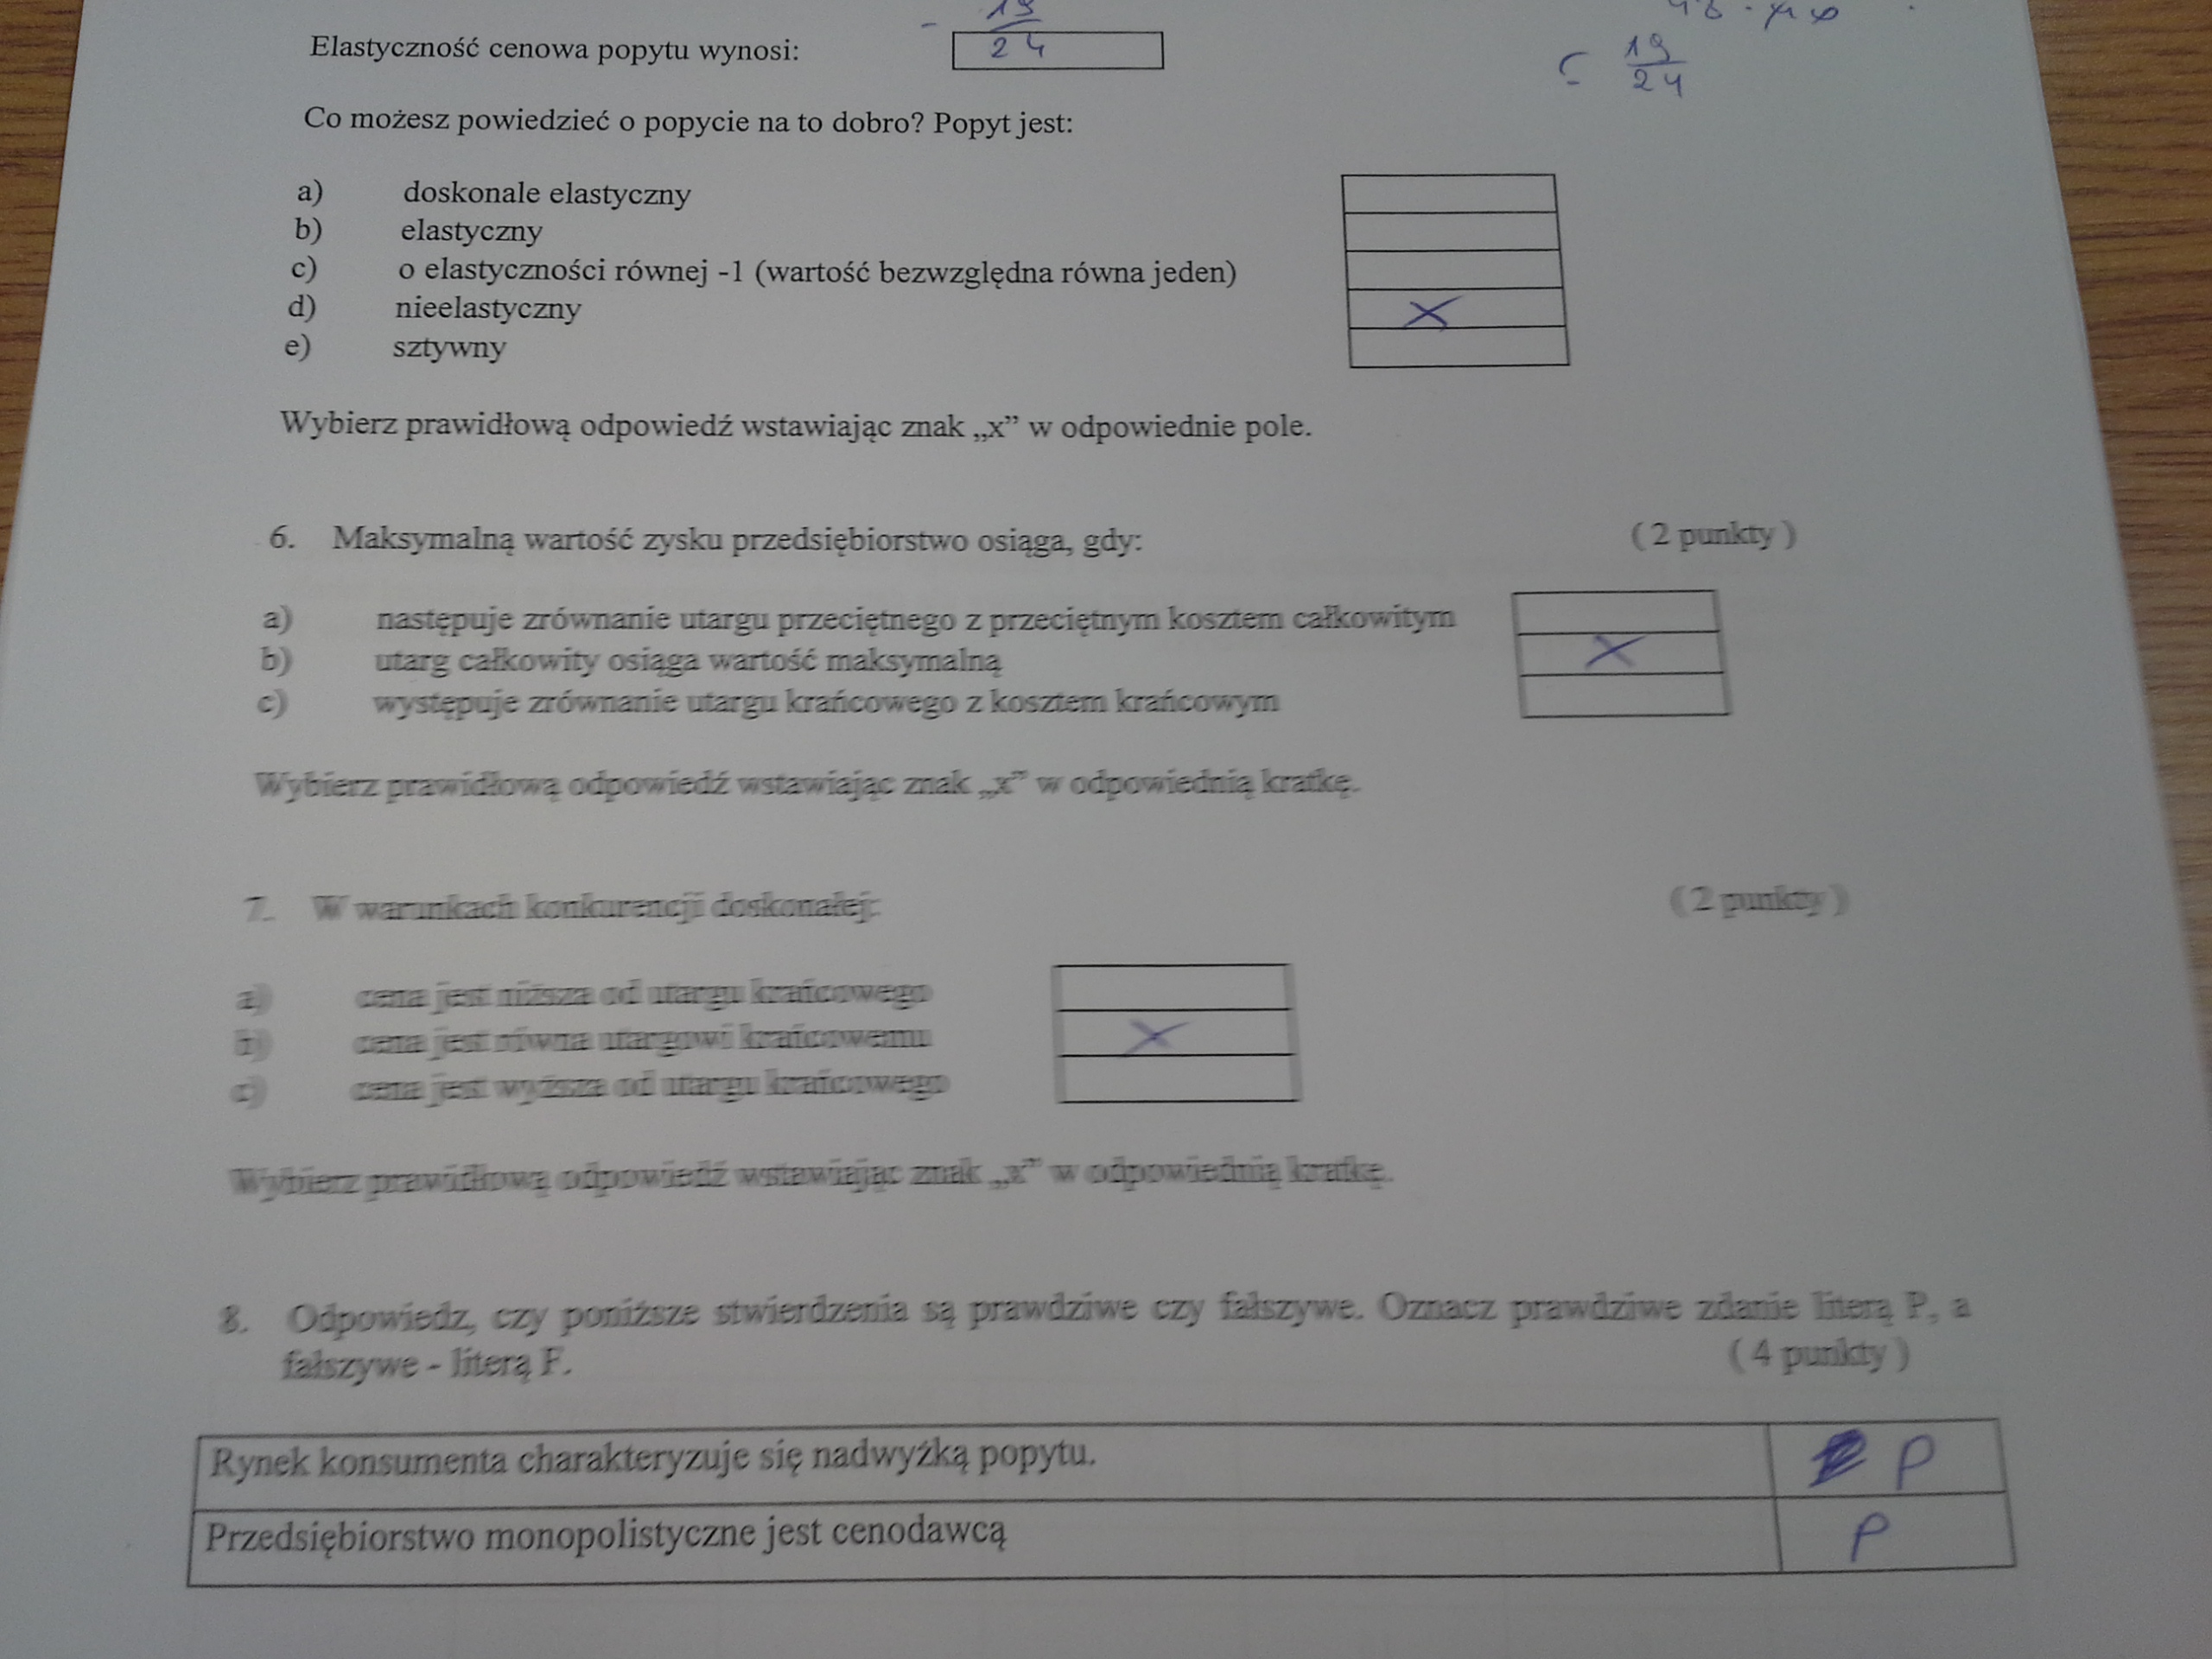 Elastyczność cenowa popytu wynosi:
- 24
= 24
Co możesz powiedzieć o popycie na to dobro? Popyt jest:
a) doskonale elastyczny
b) elastyczny
c) o elastyczności równej -1 (wartość bezwzględna równa jeden)
d) nieelastyczny X
e) sztywny
Wybierz prawidłową odpowiedź wstawiając znak „x” w odpowiednie pole.
6. Maksymalną wartość zysku przedsiębiorstwo osiąga, gdy: ( 2 punkty )
a) następuje zrównanie utargu przeciętnego z przeciętnym kosztem całkowitym
b) utarg całkowity osiąga wartość maksymalną X
c) występuje zrównanie utargu krańcowego z kosztem krańcowym
Wybierz prawidłową odpowiedź wstawiając znak „x” w odpowiednią kratkę.
7. W warunkach konkurencji doskonałej: ( 2 punkty )
a) cena jest niższa od utargu krańcowego
b) cena jest równa utargowi krańcowemu X
c) cena jest wyższa od utargu krańcowego
Wybierz prawidłową odpowiedź wstawiając znak „x” w odpowiednią kratkę.
8. Odpowiedz, czy poniższe stwierdzenia są prawdziwe czy fałszywe. Oznacz prawdziwe zdanie literą P, a
fałszywe - literą F. ( 4 punkty )
Rynek konsumenta charakteryzuje się nadwyżką popytu. P
Przedsiębiorstwo monopolistyczne jest cenodawcą P